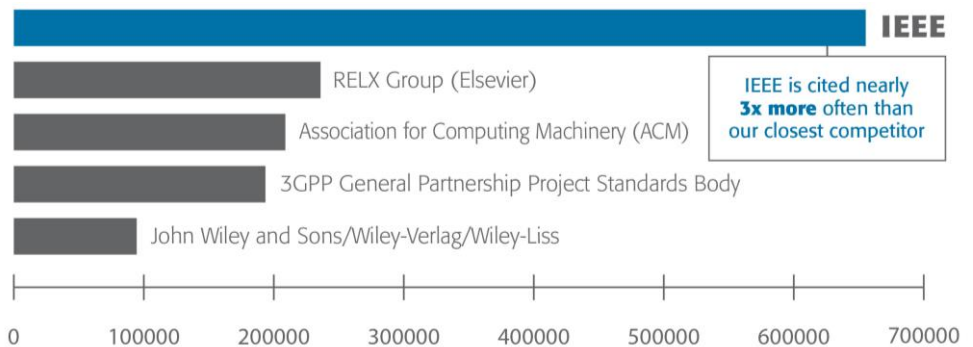 IEEE
RELX Group (Elsevier)
IEEE is cited nearly
3x more often than
our closest competitor
Association for Computing Machinery (ACM)
3GPP General Partnership Project Standards Body
John Wiley and Sons/Wiley-Verlag/Wiley-Liss
0 100000 200000 300000 400000 500000 600000 700000